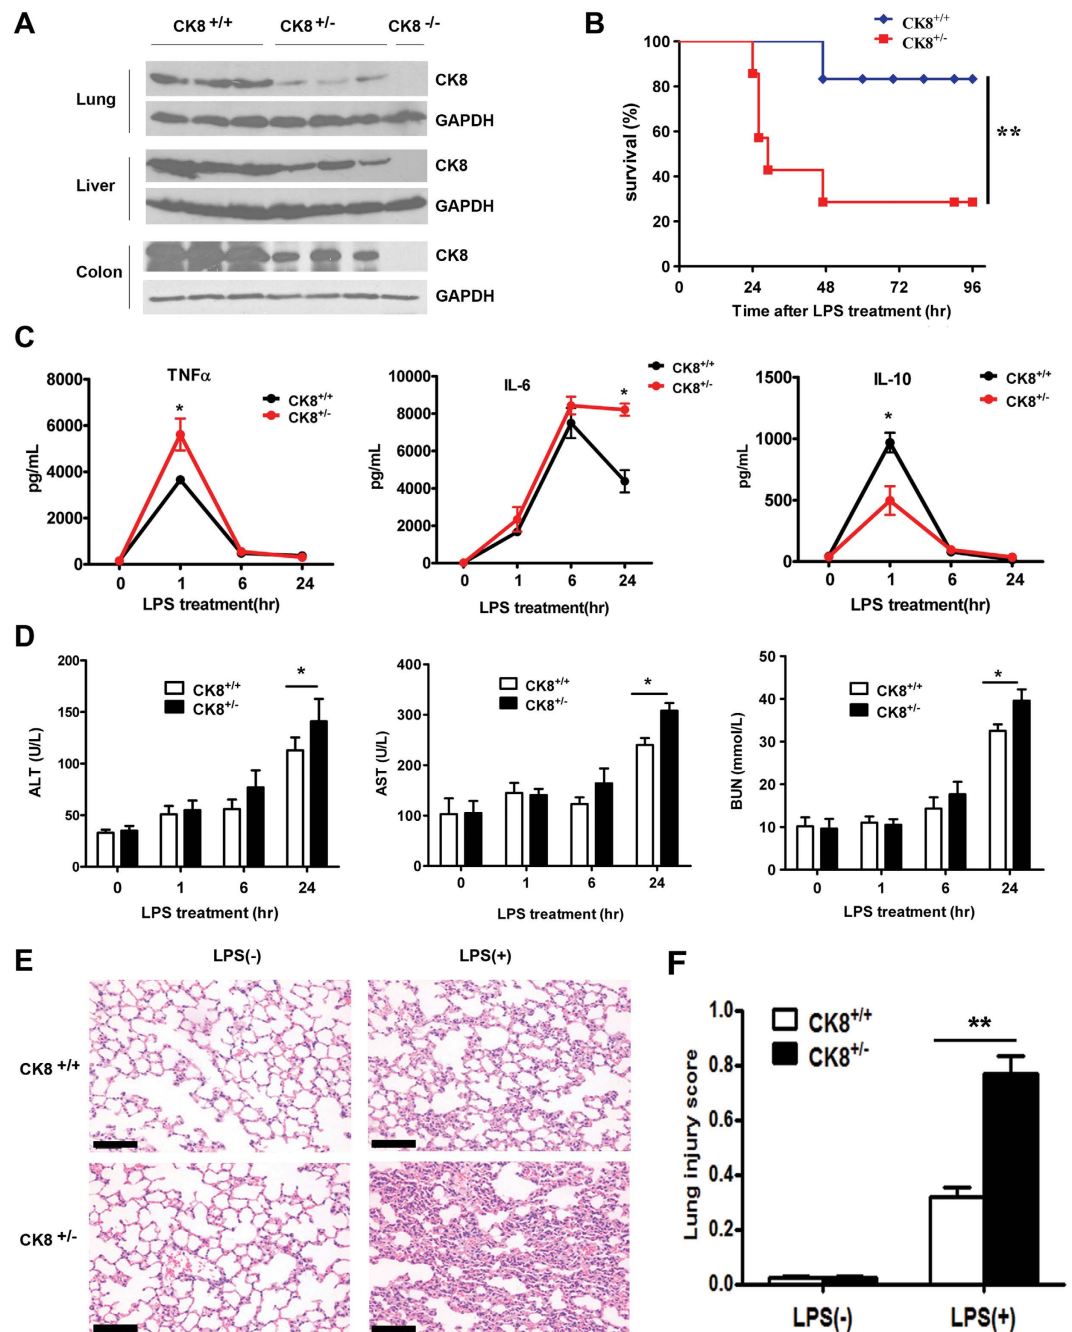 A
CK8 +/+ CK8 +/- CK8 -/-
Lung
CK8
GAPDH
Liver
CK8
GAPDH
Colon
CK8
GAPDH
B
CK8+/+
CK8+/-
survival (%)
100
80
60
40
20
0
**
0 24 48 72 96
Time after LPS treatment (hr)
C
TNFα
CK8+/+
CK8+/-
pg/mL
8000
6000
4000
2000
0
*
0 1 6 24
LPS treatment(hr)
IL-6
CK8+/+
CK8+/-
pg/mL
10000
8000
6000
4000
2000
0
*
0 1 6 24
LPS treatment(hr)
IL-10
CK8+/+
CK8+/-
pg/mL
1500
1000
500
0
*
0 1 6 24
LPS treatment(hr)
D
CK8+/+
CK8+/-
ALT (U/L)
200
150
100
50
0
*
0 1 6 24
LPS treatment (hr)
CK8+/+
CK8+/-
AST (U/L)
400
300
200
100
0
*
0 1 6 24
LPS treatment (hr)
CK8+/+
CK8+/-
BUN (mmol/L)
50
40
30
20
10
0
*
0 1 6 24
LPS treatment (hr)
E
LPS(-) LPS(+)
CK8 +/+
CK8 +/-
F
CK8+/+
CK8+/-
Lung injury score
1.0
0.8
0.6
0.4
0.2
0.0
**
LPS(-) LPS(+)